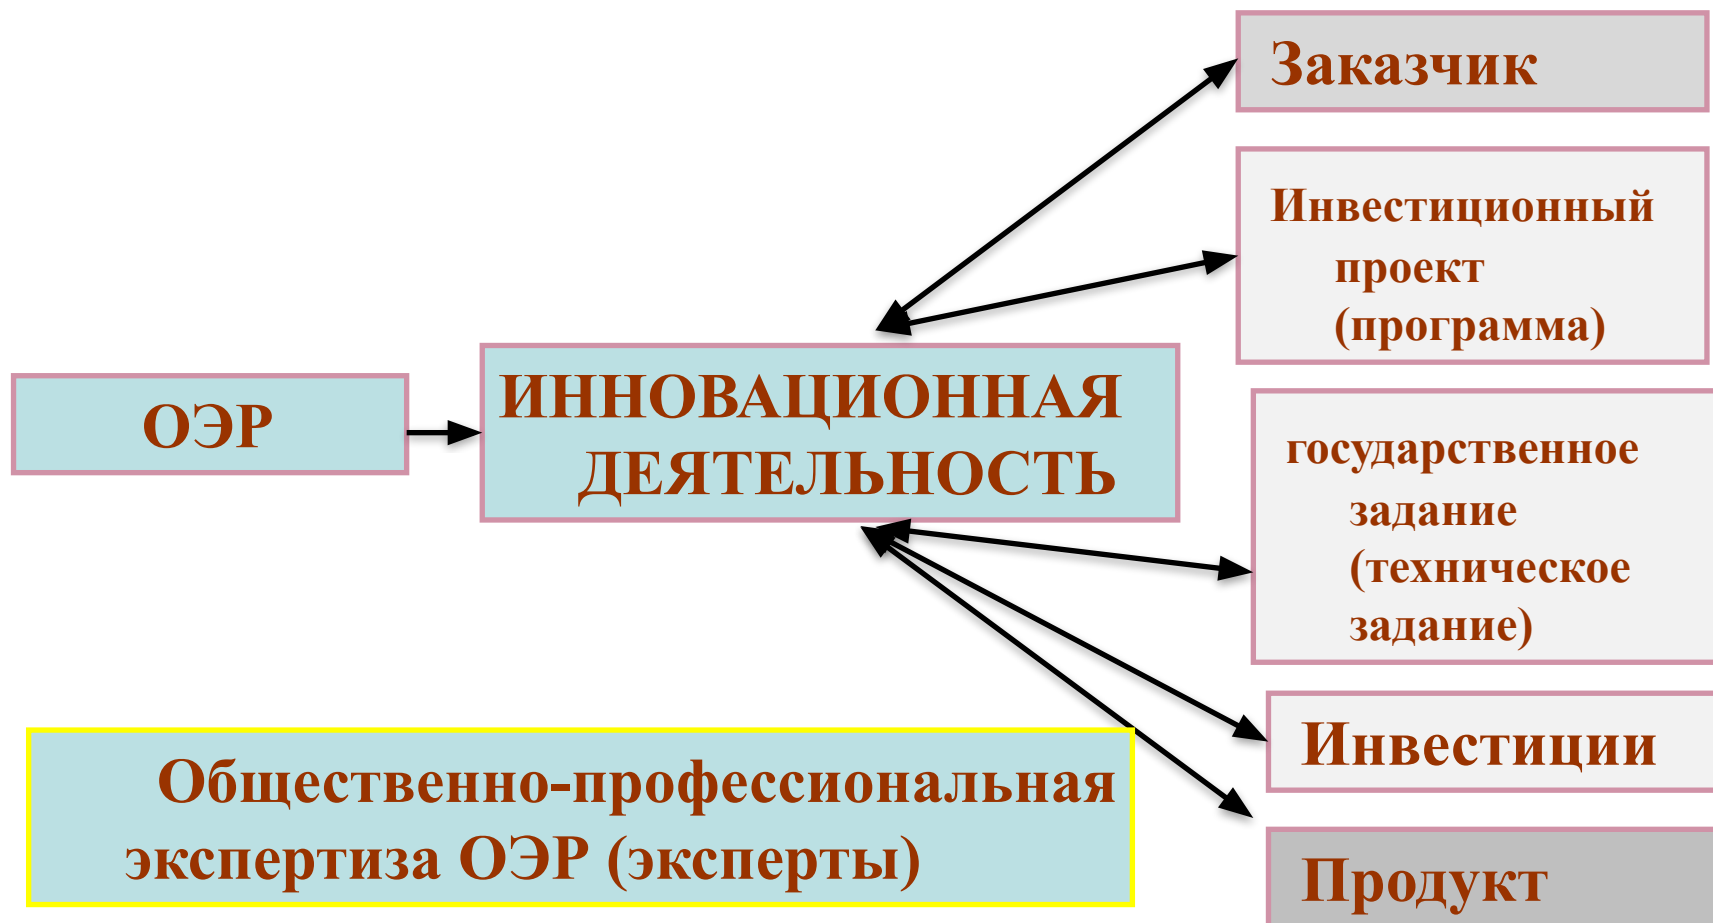 Заказчик
Инвестиционный
проект
(программа)
ОЭР
ИННОВАЦИОННАЯ
ДЕЯТЕЛЬНОСТЬ
государственное
задание
(техническое
задание)
Инвестиции
Общественно-профессиональная
экспертиза ОЭР (эксперты)
Продукт